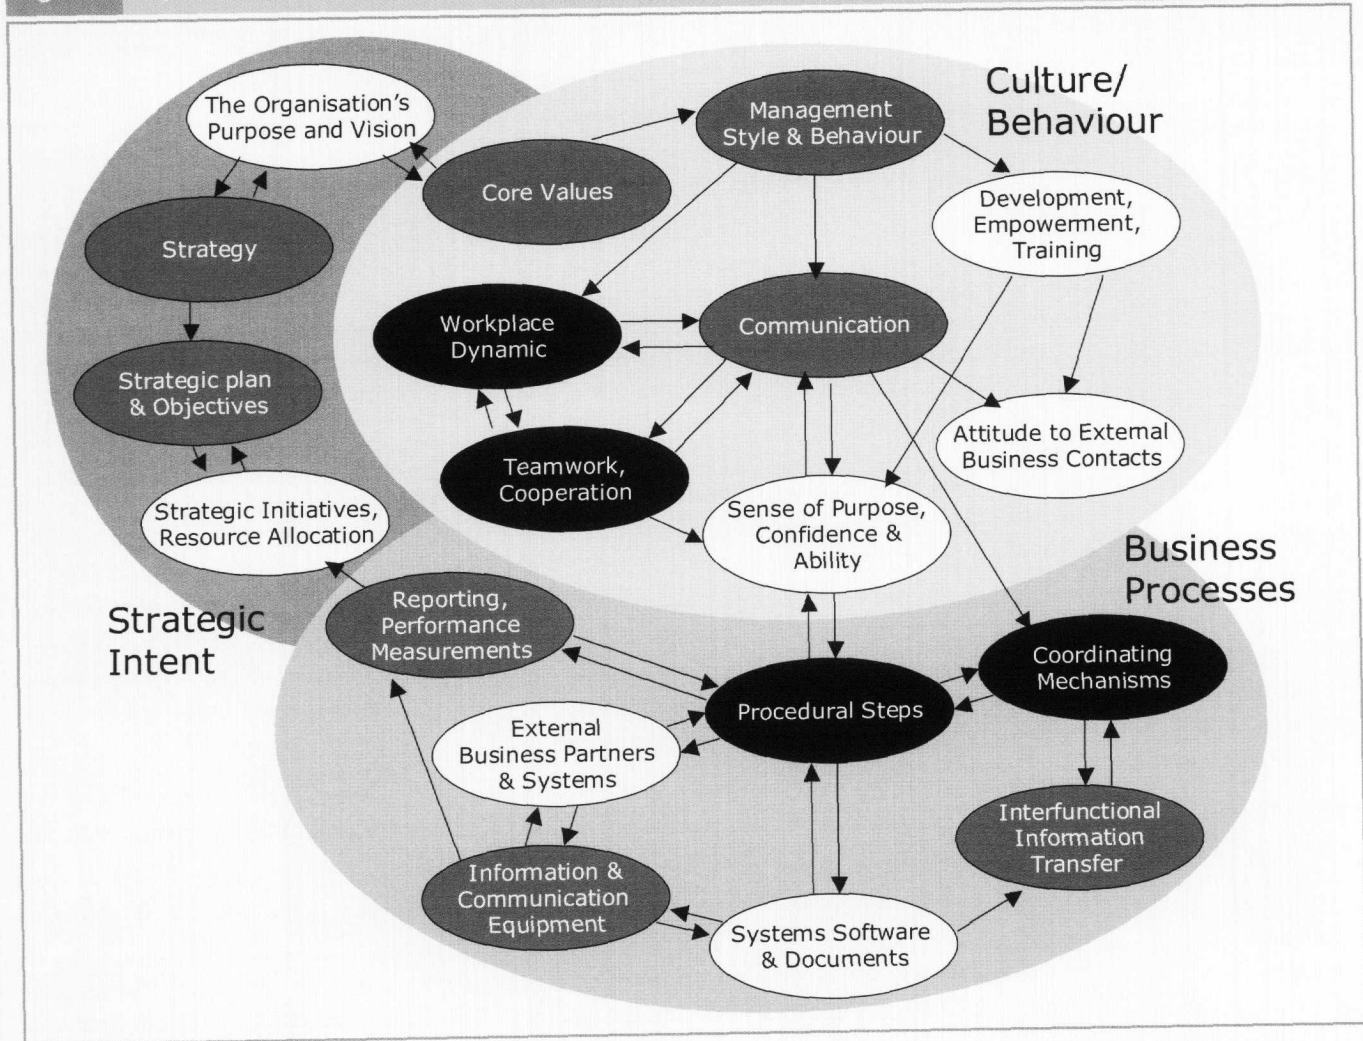 The Organisation's
Purpose and Vision
Management
Style & Behaviour
Culture/
Behaviour
Core Values
Development,
Empowerment,
Training
Strategy
Workplace
Dynamic
Communication
Strategic plan
& Objectives
Attitude to External
Business Contacts
Teamwork,
Cooperation
Strategic Initiatives,
Resource Allocation
Sense of Purpose,
Confidence &
Ability
Business
Processes
Strategic
Intent
Reporting,
Performance
Measurements
Coordinating
Mechanisms
Procedural Steps
External
Business Partners
& Systems
Interfunctional
Information
Transfer
Information &
Communication
Equipment
Systems Software
& Documents